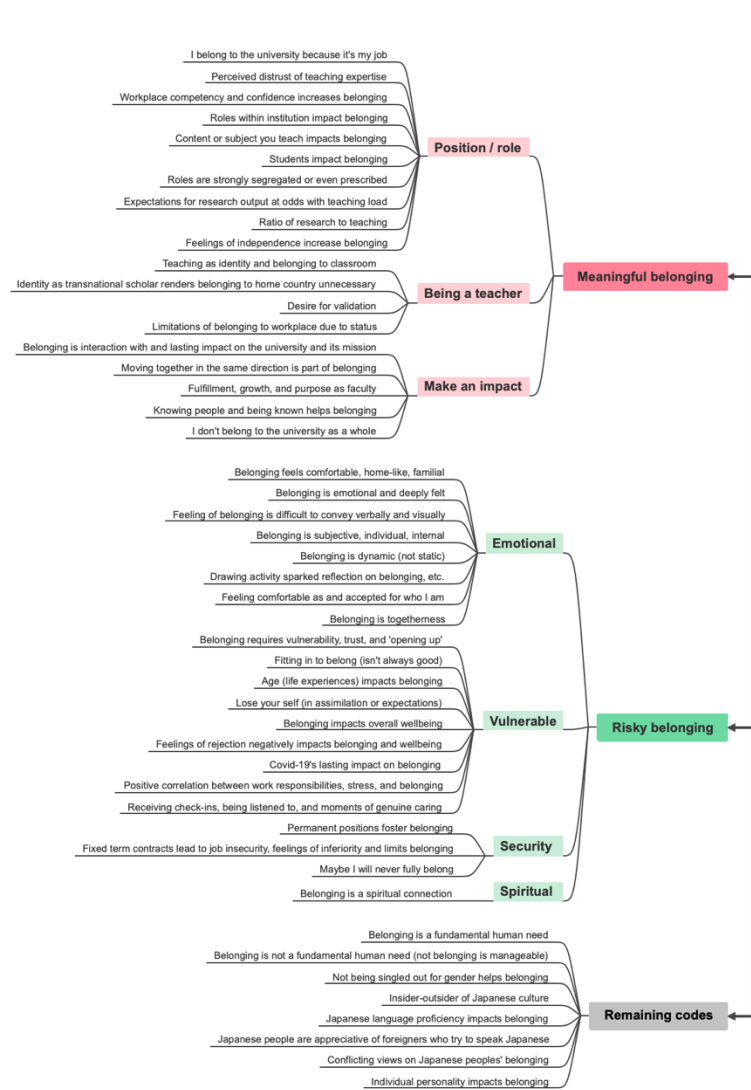 I belong to the university because it's my job
Perceived distrust of teaching expertise
Workplace competency and confidence increases belonging
Roles within institution impact belonging
Content or subject you teach impacts belonging
Students impact belonging
Roles are strongly segregated or even prescribed
Expectations for research output at odds with teaching load
Ratio of research to teaching
Feelings of independence increase belonging
Position / role
Teaching as identity and belonging to classroom
Identity as transnational scholar renders belonging to home country unnecessary
Desire for validation
Limitations of belonging to workplace due to status
Being a teacher
Belonging is interaction with and lasting impact on the university and its mission
Moving together in the same direction is part of belonging
Fulfillment, growth, and purpose as faculty
Knowing people and being known helps belonging
I don't belong to the university as a whole
Make an impact
Meaningful belonging
Belonging feels comfortable, home-like, familial
Belonging is emotional and deeply felt
Feeling of belonging is difficult to convey verbally and visually
Belonging is subjective, individual, internal
Belonging is dynamic (not static)
Drawing activity sparked reflection on belonging, etc.
Feeling comfortable as and accepted for who I am
Belonging is togetherness
Emotional
Belonging requires vulnerability, trust, and 'opening up'
Fitting in to belong (isn't always good)
Age (life experiences) impacts belonging
Lose your self (in assimilation or expectations)
Belonging impacts overall wellbeing
Feelings of rejection negatively impacts belonging and wellbeing
Covid-19's lasting impact on belonging
Positive correlation between work responsibilities, stress, and belonging
Receiving check-ins, being listened to, and moments of genuine caring
Vulnerable
Permanent positions foster belonging
Fixed term contracts lead to job insecurity, feelings of inferiority and limits belonging
Maybe I will never fully belong
Security
Belonging is a spiritual connection
Spiritual
Risky belonging
Belonging is a fundamental human need
Belonging is not a fundamental human need (not belonging is manageable)
Not being singled out for gender helps belonging
Insider-outsider of Japanese culture
Japanese language proficiency impacts belonging
Japanese people are appreciative of foreigners who try to speak Japanese
Conflicting views on Japanese peoples' belonging
Individual personality impacts belonging
Remaining codes